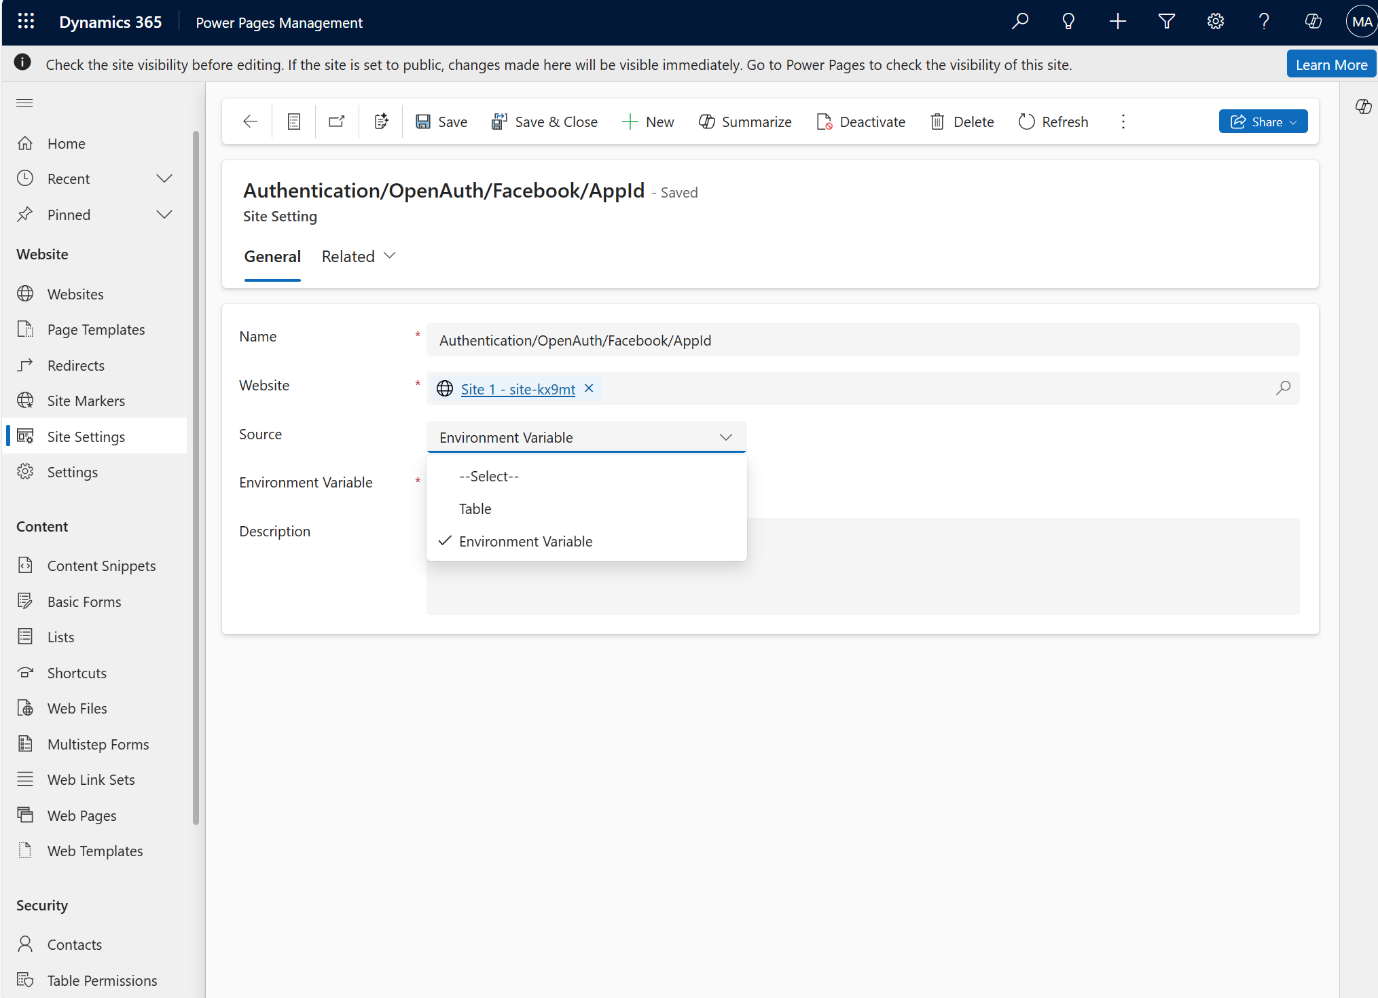 Dynamics 365 Power Pages Management MA
Check the site visibility before editing. If the site is set to public, changes made here will be visible immediately. Go to Power Pages to check the visibility of this site. Learn More
Home
Recent
Pinned
Website
Websites
Page Templates
Redirects
Site Markers
Site Settings
Settings
Content
Content Snippets
Basic Forms
Lists
Shortcuts
Web Files
Multistep Forms
Web Link Sets
Web Pages
Web Templates
Security
Contacts
Table Permissions
Save Save & Close New Summarize Deactivate Delete Refresh Share
Authentication/OpenAuth/Facebook/AppId - Saved
Site Setting
General Related
Name * Authentication/OpenAuth/Facebook/AppId
Website * Site 1 - site-kx9mt
Source Environment Variable
--Select--
Environment Variable *
Table
Description
Environment Variable